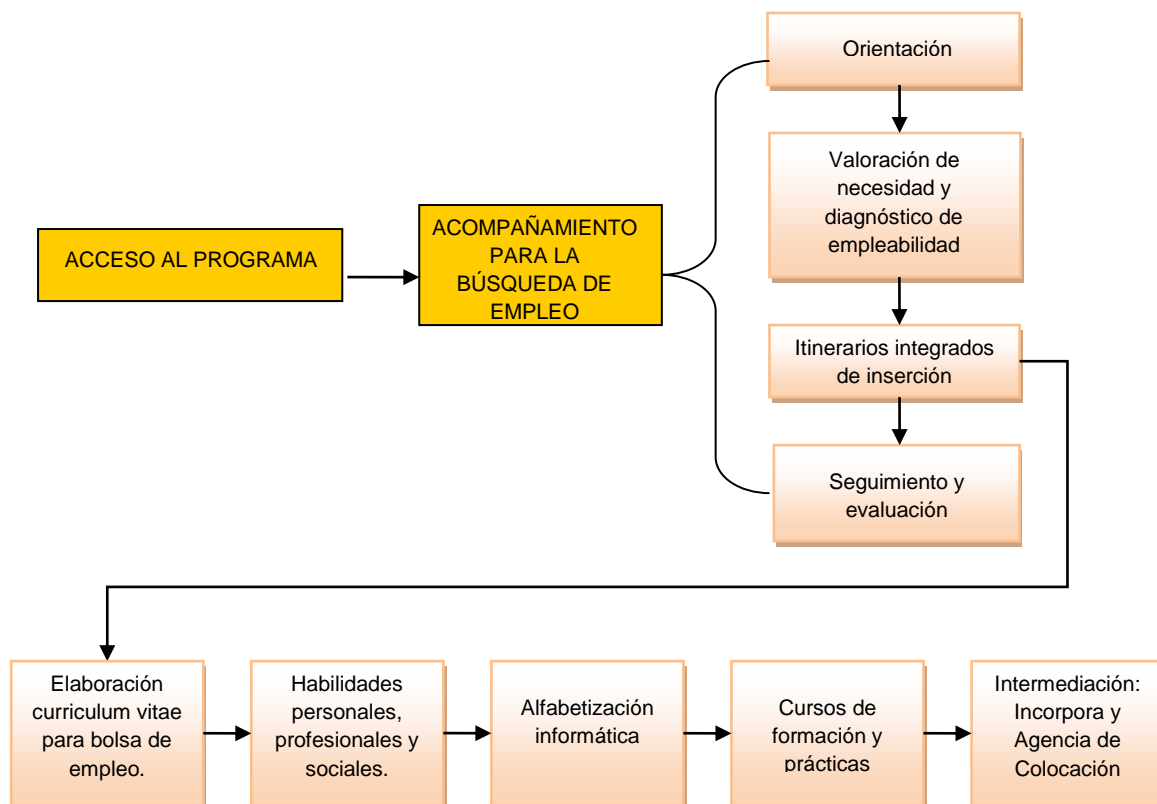 ACCESO AL PROGRAMA
ACOMPAÑAMIENTO
PARA LA
BÚSQUEDA DE
EMPLEO
Orientación
Valoración de
necesidad y
diagnóstico de
empleabilidad
Itinerarios integrados
de inserción
Seguimiento y
evaluación
Elaboración
curriculum vitae
para bolsa de
empleo.
Habilidades
personales,
profesionales y
sociales.
Alfabetización
informática
Cursos de
formación y
prácticas
Intermediación:
Incorpora y
Agencia de
Colocación